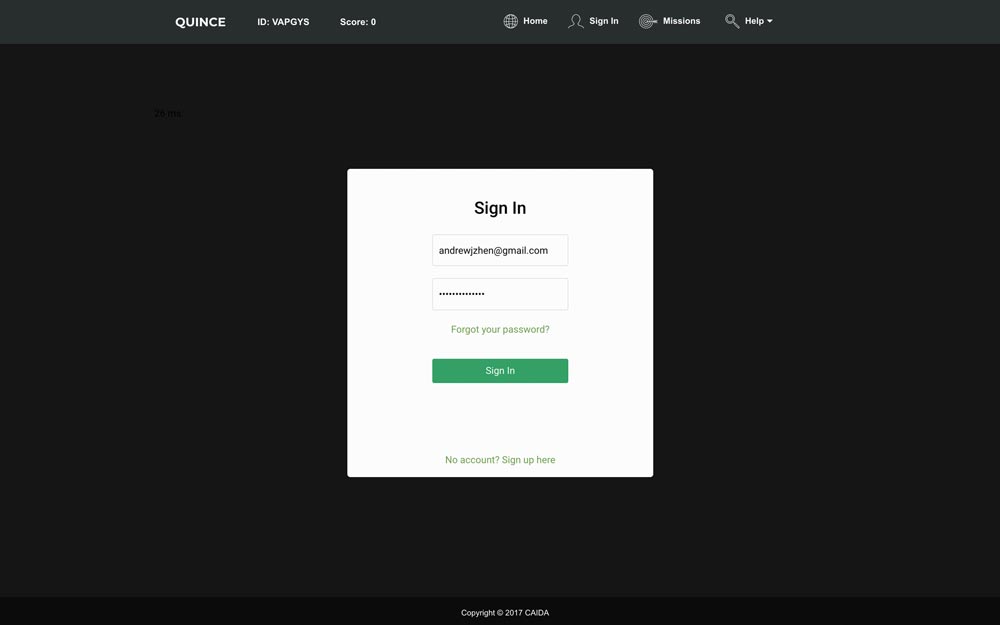 QUINCE ID: VAPGYS Score: 0 Home Sign In Missions Help
26 ms
Sign In
andrewjzhen@gmail.com
••••••••••••••
Forgot your password?
Sign In
No account? Sign up here
Copyright © 2017 CAIDA